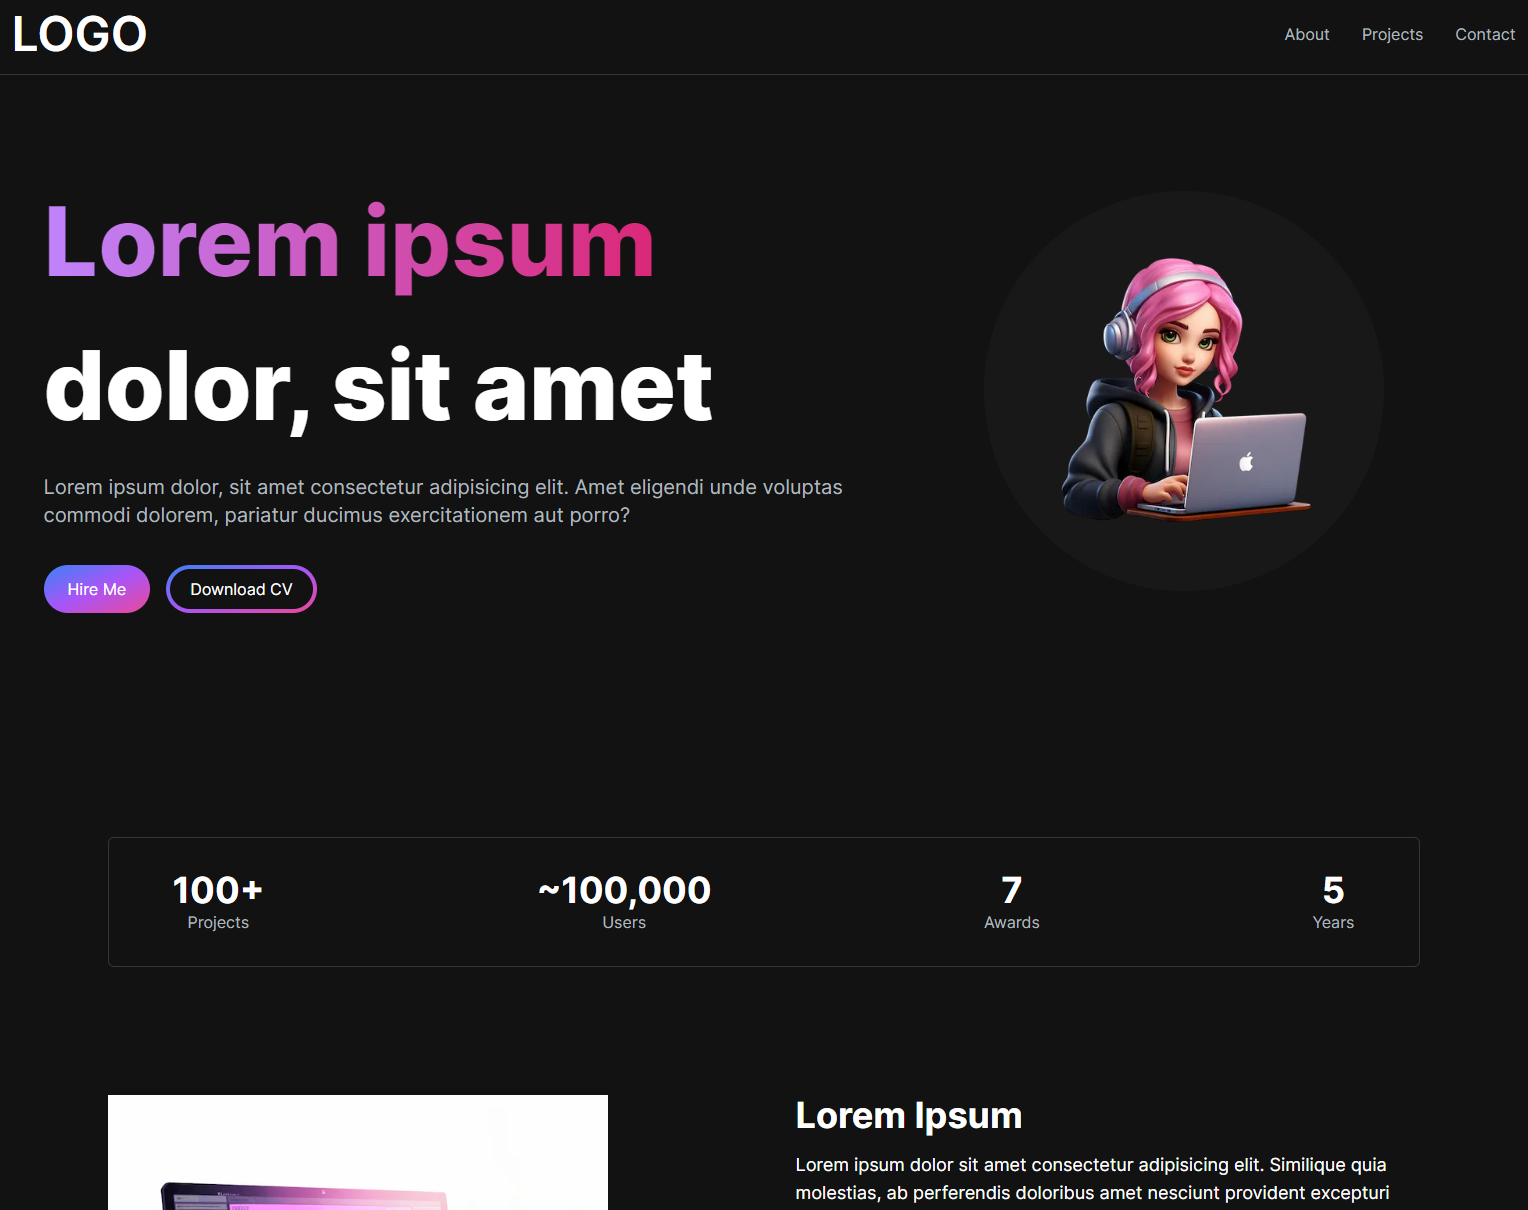 LOGO
About Projects Contact
Lorem ipsum
dolor, sit amet
Lorem ipsum dolor, sit amet consectetur adipisicing elit. Amet eligendi unde voluptas
commodi dolorem, pariatur ducimus exercitationem aut porro?
Hire Me Download CV
100+ ~100,000 7 5
Projects Users Awards Years
Lorem Ipsum
Lorem ipsum dolor sit amet consectetur adipisicing elit. Similique quia
molestias, ab perferendis doloribus amet nesciunt provident excepturi